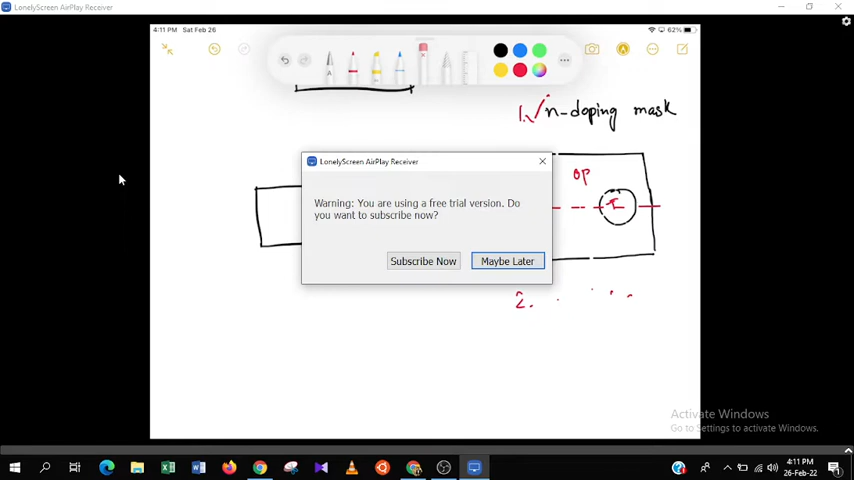 LonelyScreen AirPlay Receiver
4:11 PM Sat Feb 26
62%
A
1. n-doping mask
LonelyScreen AirPlay Receiver
Warning: You are using a free trial version. Do
you want to subscribe now?
Subscribe Now
Maybe Later
2.
Activate Windows
Go to Settings to activate Windows.
4:11 PM
26-Feb-22